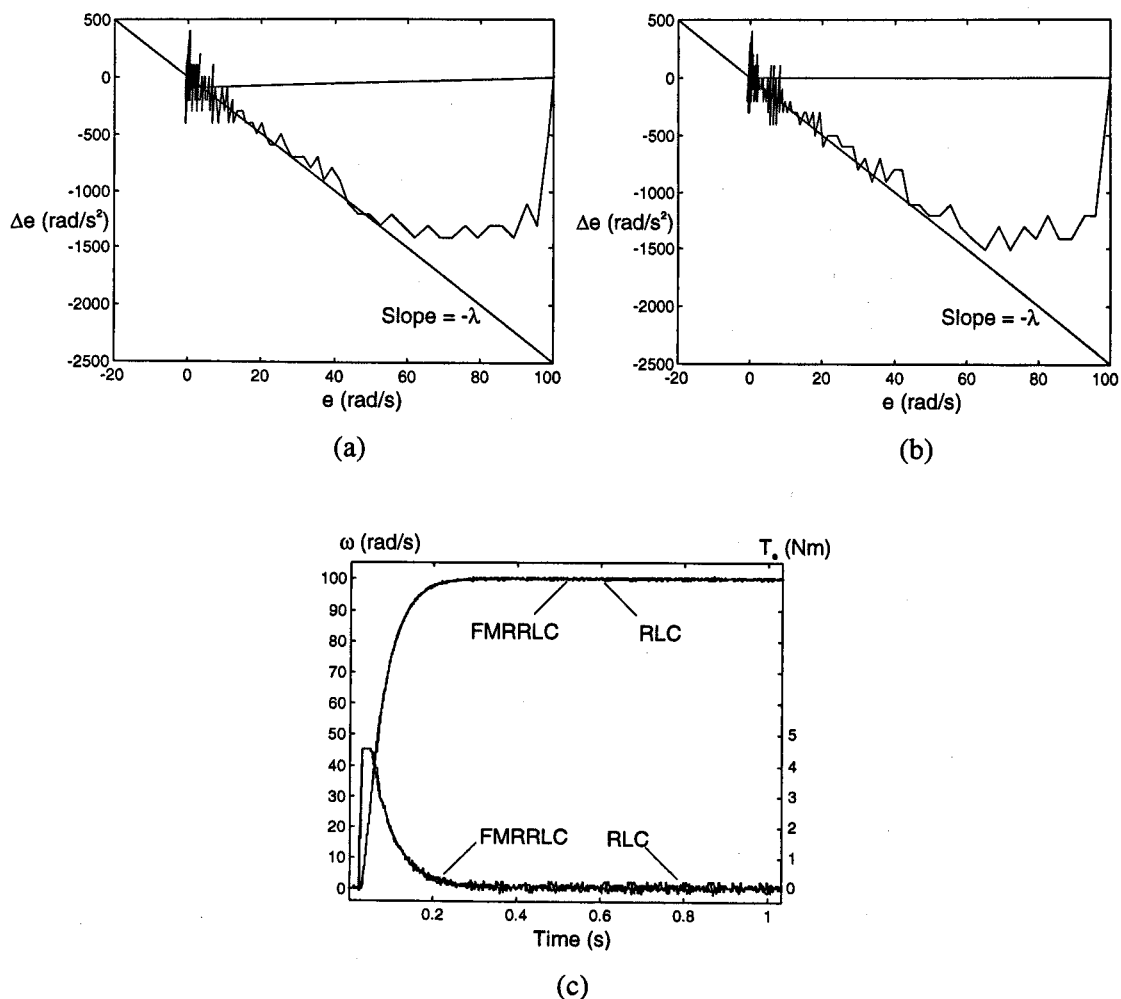 500
0
-500
-1000
Δe (rad/s²)
-1500
-2000
-2500
Slope = -λ
-20 0 20 40 60 80 100
e (rad/s)
(a)
500
0
-500
-1000
Δe (rad/s²)
-1500
-2000
-2500
Slope = -λ
-20 0 20 40 60 80 100
e (rad/s)
(b)
ω (rad/s)
Tₑ (Nm)
100
90
80
70
60
50
40
30
20
10
0
5
4
3
2
1
0
FMRRLC RLC
FMRRLC RLC
0.2 0.4 0.6 0.8 1
Time (s)
(c)